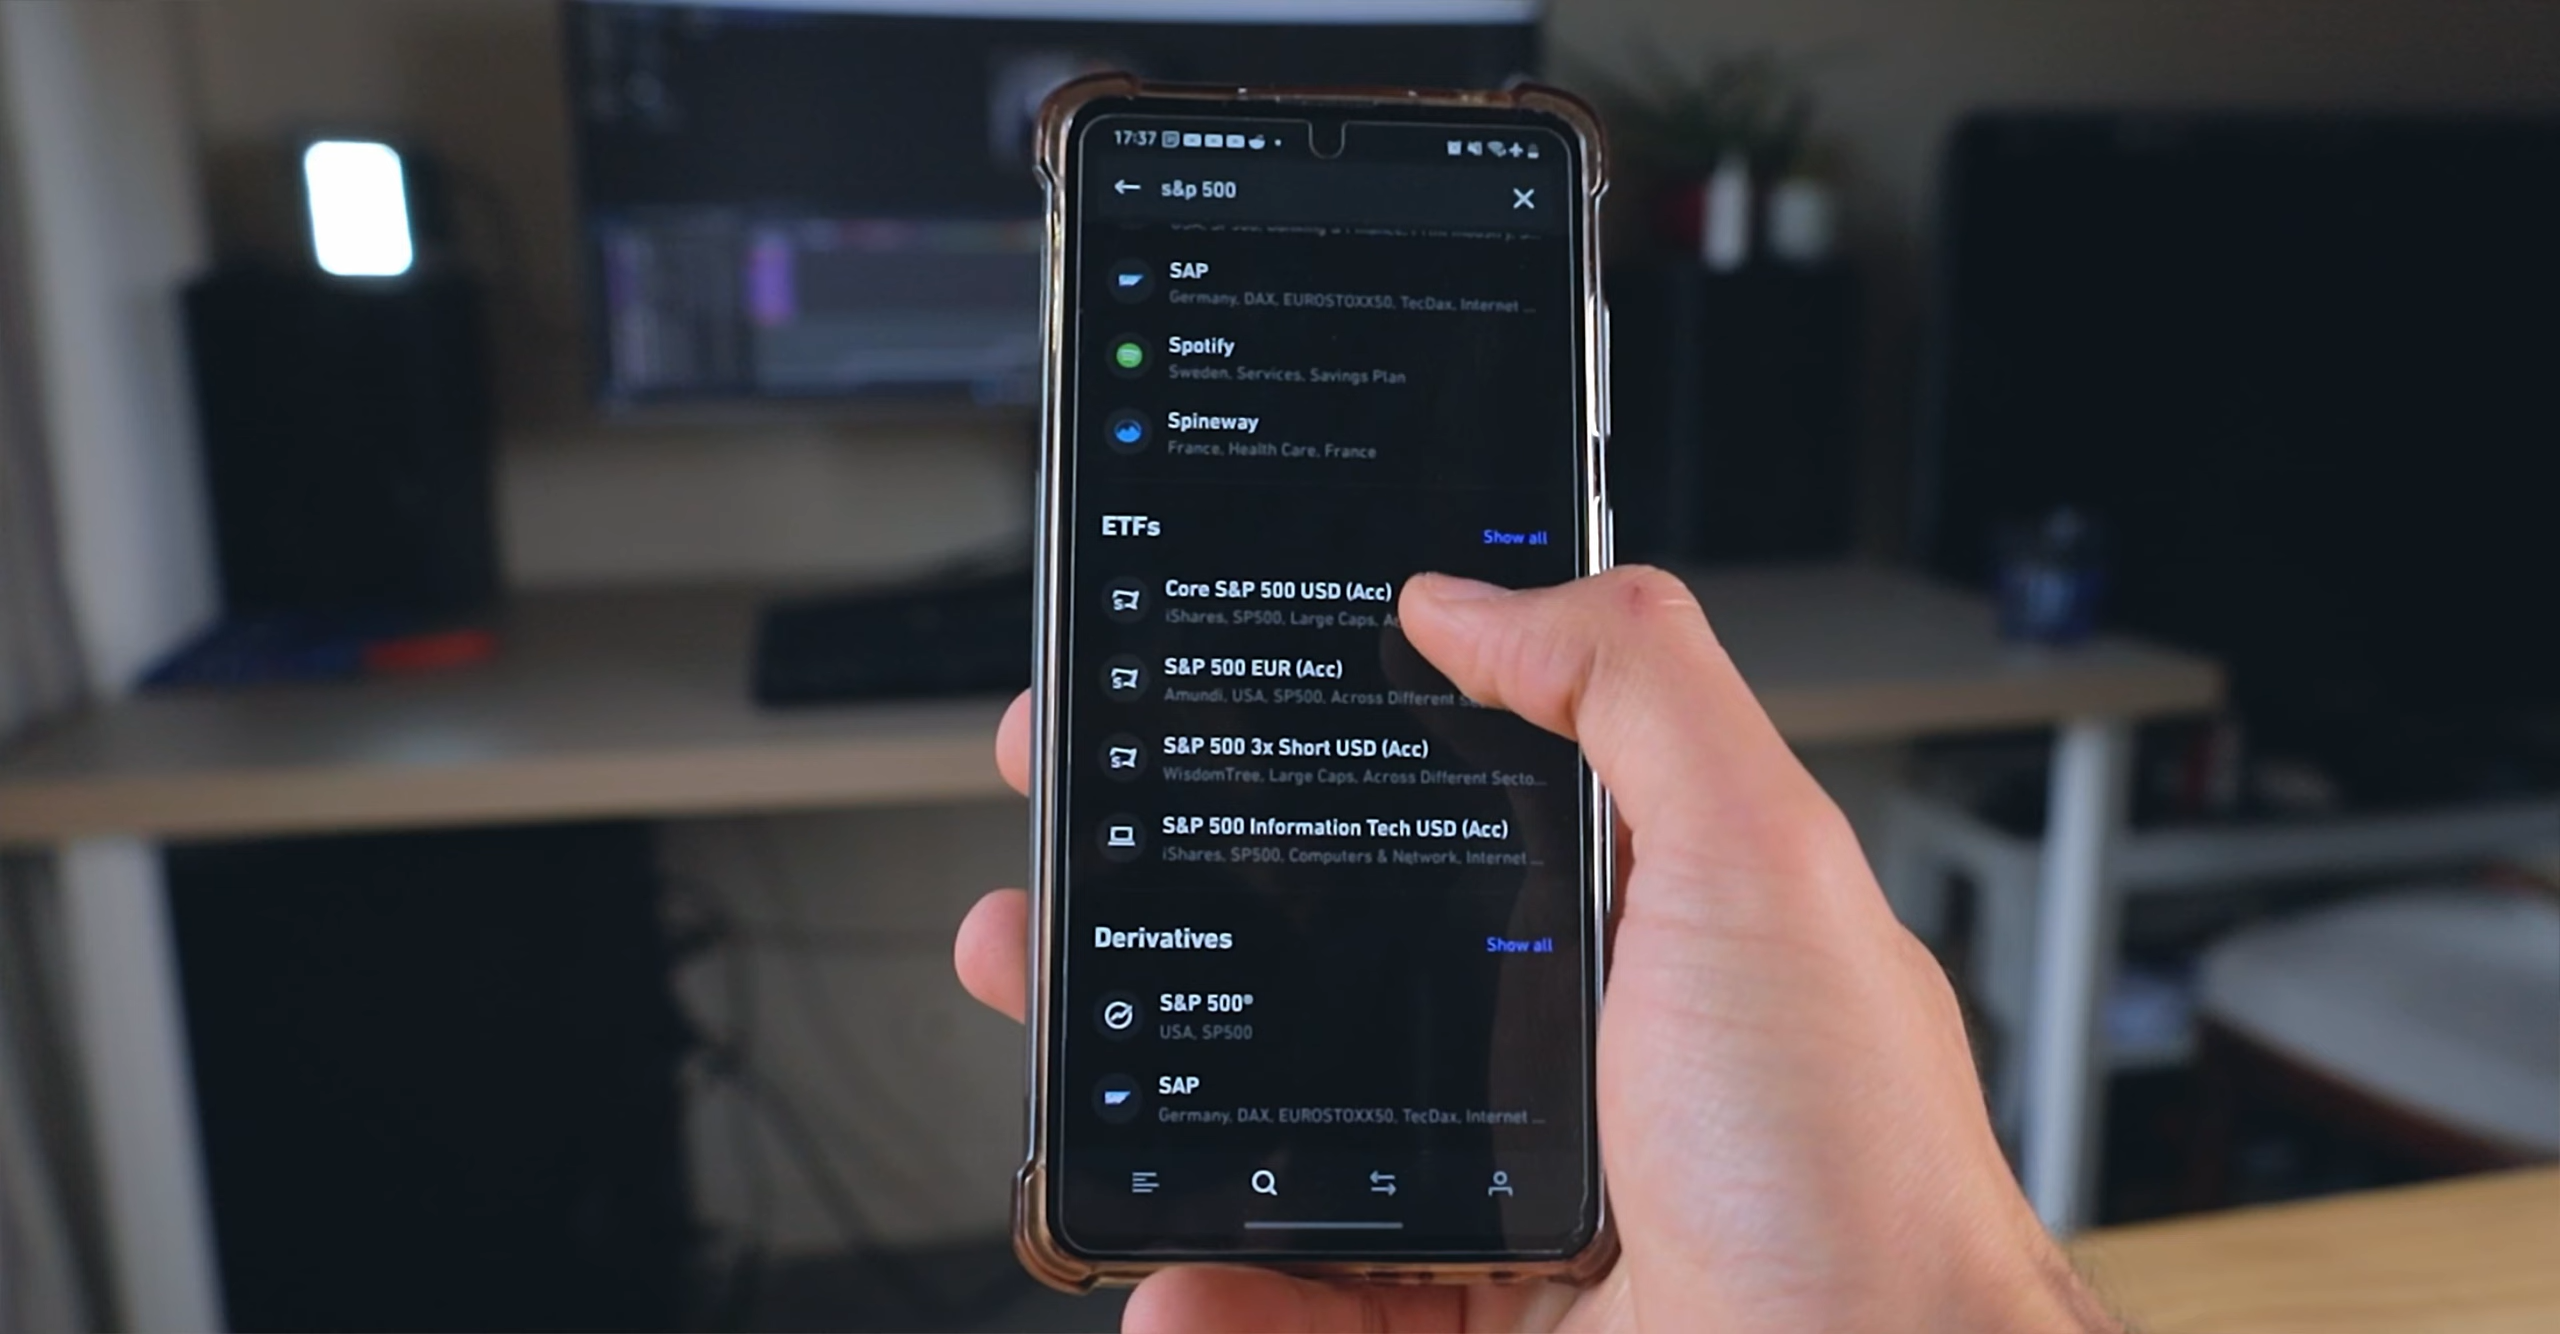 17:37
s&p 500
SAP
Germany, DAX, EUROSTOXX50, TecDax, Internet ...
Spotify
Sweden, Services, Savings Plan
Spineway
France, Health Care, France
ETFs
Show all
Core S&P 500 USD (Acc)
iShares, SP500, Large Caps,
S&P 500 EUR (Acc)
Amundi, USA, SP500, Across Different
S&P 500 3x Short USD (Acc)
WisdomTree, Large Caps, Across Different Secto...
S&P 500 Information Tech USD (Acc)
iShares, SP500, Computers & Network, Internet ...
Derivatives
Show all
S&P 500®
USA, SP500
SAP
Germany, DAX, EUROSTOXX50, TecDax, Internet ...